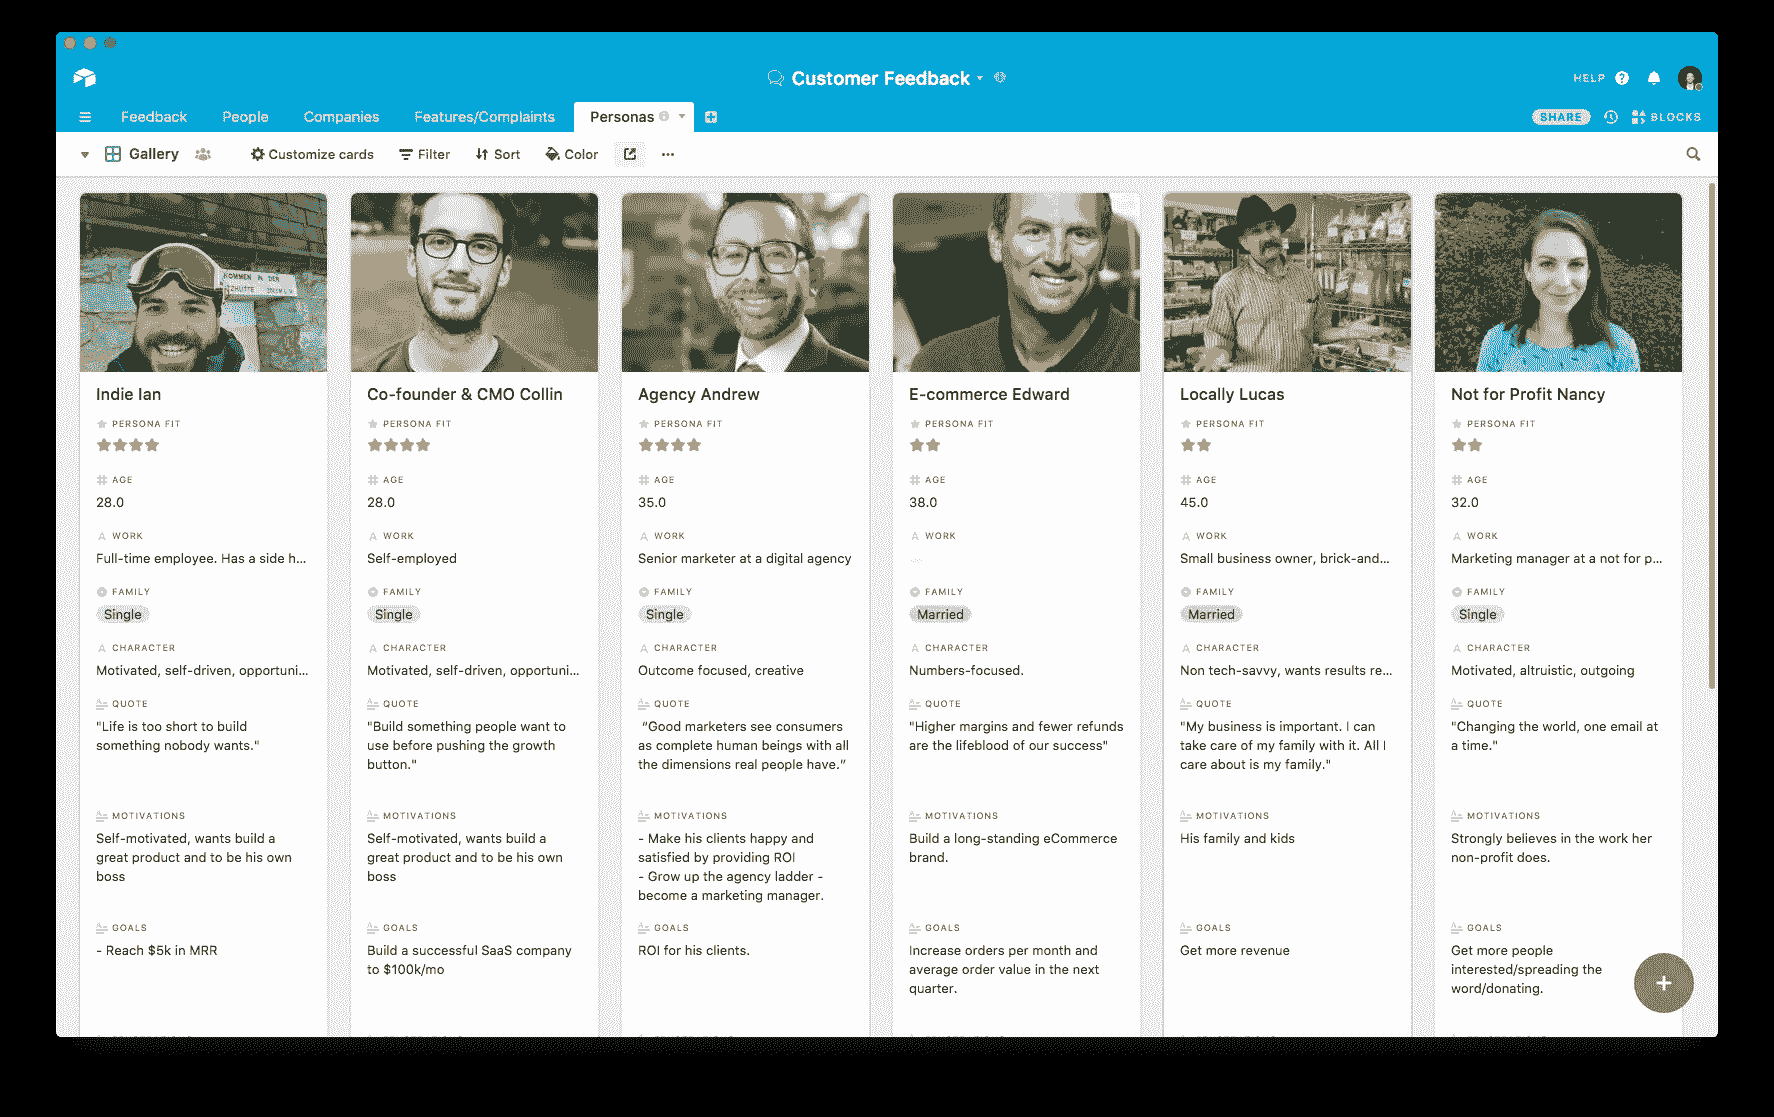 Customer Feedback
HELP
Feedback
People
Companies
Features/Complaints
Personas
SHARE
BLOCKS
Gallery
Customize cards
Filter
Sort
Color
KOMMEN IN DER
Indie Ian
PERSONA FIT
AGE
28.0
WORK
Full-time employee. Has a side h...
FAMILY
Single
CHARACTER
Motivated, self-driven, opportuni...
QUOTE
"Life is too short to build
something nobody wants."
MOTIVATIONS
Self-motivated, wants build a
great product and to be his own
boss
GOALS
- Reach $5k in MRR
Co-founder & CMO Collin
PERSONA FIT
AGE
28.0
WORK
Self-employed
FAMILY
Single
CHARACTER
Motivated, self-driven, opportuni...
QUOTE
"Build something people want to
use before pushing the growth
button."
MOTIVATIONS
Self-motivated, wants build a
great product and to be his own
boss
GOALS
Build a successful SaaS company
to $100k/mo
Agency Andrew
PERSONA FIT
AGE
35.0
WORK
Senior marketer at a digital agency
FAMILY
Single
CHARACTER
Outcome focused, creative
QUOTE
“Good marketers see consumers
as complete human beings with all
the dimensions real people have.”
MOTIVATIONS
- Make his clients happy and
satisfied by providing ROI
- Grow up the agency ladder -
become a marketing manager.
GOALS
ROI for his clients.
E-commerce Edward
PERSONA FIT
AGE
38.0
WORK
FAMILY
Married
CHARACTER
Numbers-focused.
QUOTE
"Higher margins and fewer refunds
are the lifeblood of our success"
MOTIVATIONS
Build a long-standing eCommerce
brand.
GOALS
Increase orders per month and
average order value in the next
quarter.
Locally Lucas
PERSONA FIT
AGE
45.0
WORK
Small business owner, brick-and...
FAMILY
Married
CHARACTER
Non tech-savvy, wants results re...
QUOTE
"My business is important. I can
take care of my family with it. All I
care about is my family."
MOTIVATIONS
His family and kids
GOALS
Get more revenue
Not for Profit Nancy
PERSONA FIT
AGE
32.0
WORK
Marketing manager at a not for p...
FAMILY
Single
CHARACTER
Motivated, altruistic, outgoing
QUOTE
"Changing the world, one email at
a time."
MOTIVATIONS
Strongly believes in the work her
non-profit does.
GOALS
Get more people
interested/spreading the
word/donating.